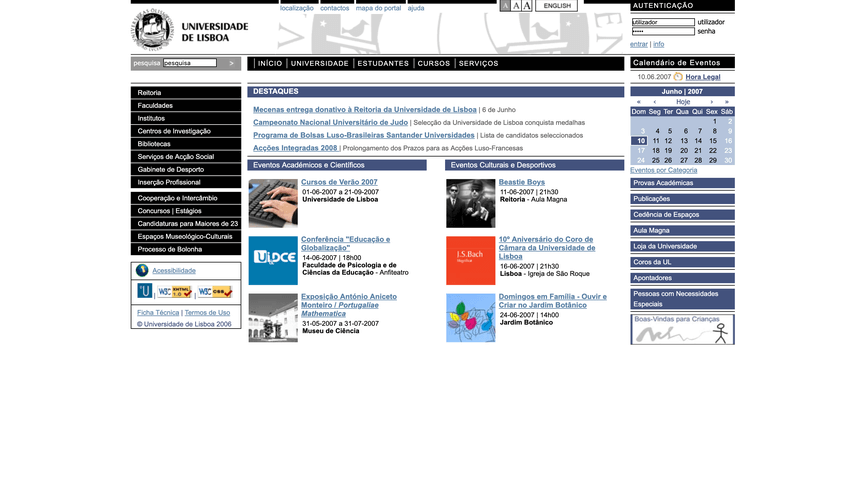 localização | contactos | mapa do portal | ajuda
A A A
ENGLISH
UNIVERSIDADE
DE LISBOA
AUTENTICAÇÃO
utilizador utilizador
••••• senha
entrar | info
pesquisa pesquisa >
| INÍCIO | UNIVERSIDADE | ESTUDANTES | CURSOS | SERVIÇOS
Reitoria
Faculdades
Institutos
Centros de Investigação
Bibliotecas
Serviços de Acção Social
Gabinete de Desporto
Inserção Profissional
Cooperação e Intercâmbio
Concursos | Estágios
Candidaturas para Maiores de 23
Espaços Museológico-Culturais
Processo de Bolonha
Acessibilidade
U | W3C XHTML 1.0 | W3C CSS
Ficha Técnica | Termos de Uso
© Universidade de Lisboa 2006
DESTAQUES
Mecenas entrega donativo à Reitoria da Universidade de Lisboa | 6 de Junho
Campeonato Nacional Universitário de Judo | Selecção da Universidade de Lisboa conquista medalhas
Programa de Bolsas Luso-Brasileiras Santander Universidades | Lista de candidatos seleccionados
Acções Integradas 2008 | Prolongamento dos Prazos para as Acções Luso-Francesas
Eventos Académicos e Científicos
Cursos de Verão 2007
01-06-2007 a 21-09-2007
Universidade de Lisboa
UIDCE
Conferência "Educação e
Globalização"
14-06-2007 | 18h00
Faculdade de Psicologia e de
Ciências da Educação - Anfiteatro
Exposição António Aniceto
Monteiro / Portugaliae
Mathematica
31-05-2007 a 31-07-2007
Museu de Ciência
Eventos Culturais e Desportivos
Beastie Boys
11-06-2007 | 21h30
Reitoria - Aula Magna
J.S.Bach
Magnificat
10º Aniversário do Coro de
Câmara da Universidade de
Lisboa
16-06-2007 | 21h30
Lisboa - Igreja de São Roque
Domingos em Família - Ouvir e
Criar no Jardim Botânico
24-06-2007 | 14h00
Jardim Botânico
Calendário de Eventos
10.06.2007 Hora Legal
Junho | 2007
« ‹ Hoje › »
Dom Seg Ter Qua Qui Sex Sáb
1 2
3 4 5 6 7 8 9
10 11 12 13 14 15 16
17 18 19 20 21 22 23
24 25 26 27 28 29 30
Eventos por Categoria
Provas Académicas
Publicações
Cedência de Espaços
Aula Magna
Loja da Universidade
Coros da UL
Apontadores
Pessoas com Necessidades
Especiais
Boas-Vindas para Crianças